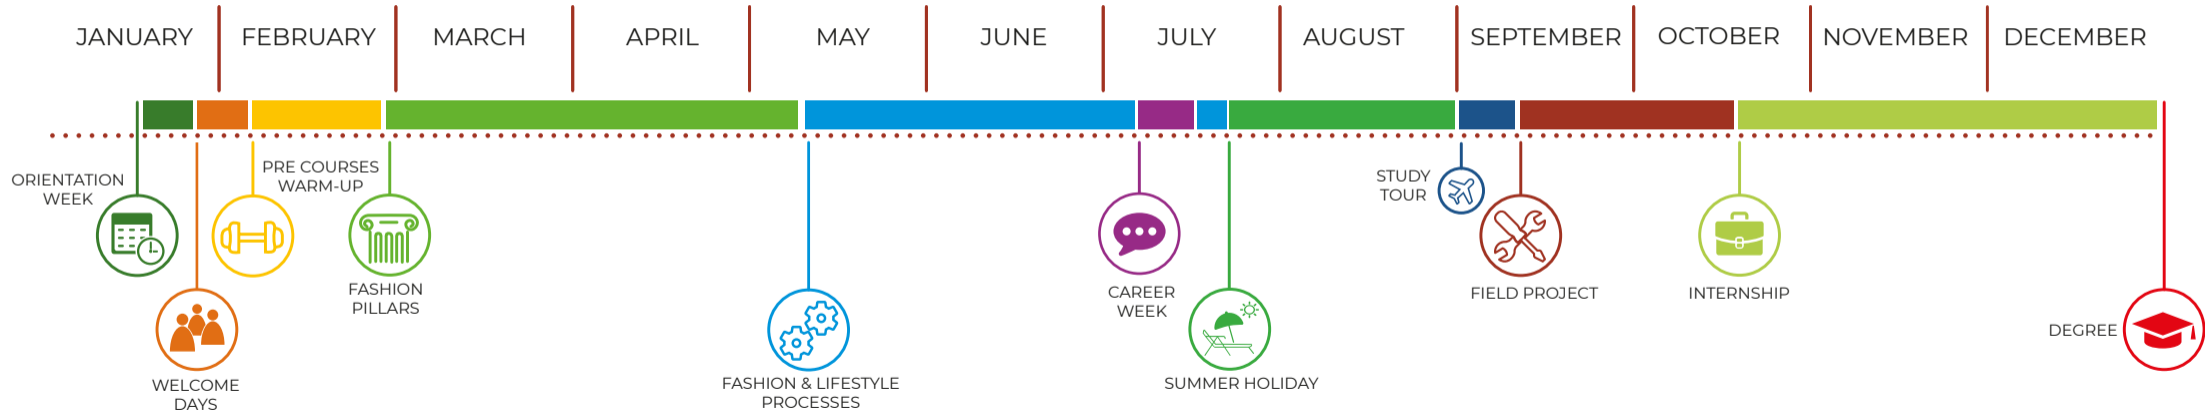 JANUARY
FEBRUARY
MARCH
APRIL
MAY
JUNE
JULY
AUGUST
SEPTEMBER
OCTOBER
NOVEMBER
DECEMBER
ORIENTATION
WEEK
WELCOME
DAYS
PRE COURSES
WARM-UP
FASHION
PILLARS
FASHION & LIFESTYLE
PROCESSES
CAREER
WEEK
SUMMER HOLIDAY
STUDY
TOUR
FIELD PROJECT
INTERNSHIP
DEGREE